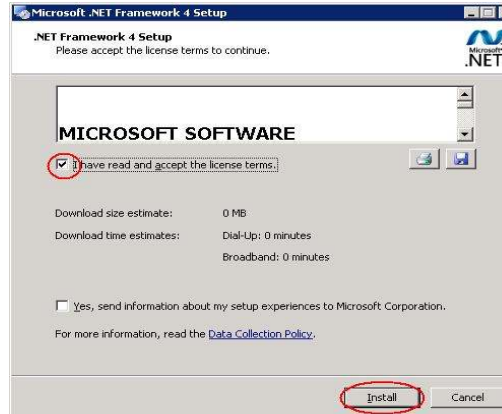 Microsoft .NET Framework 4 Setup
.NET Framework 4 Setup
Please accept the license terms to continue.
Microsoft
.NET
MICROSOFT SOFTWARE
I have read and accept the license terms.
Download size estimate: 0 MB
Download time estimates: Dial-Up: 0 minutes
Broadband: 0 minutes
Yes, send information about my setup experiences to Microsoft Corporation.
For more information, read the Data Collection Policy.
Install Cancel